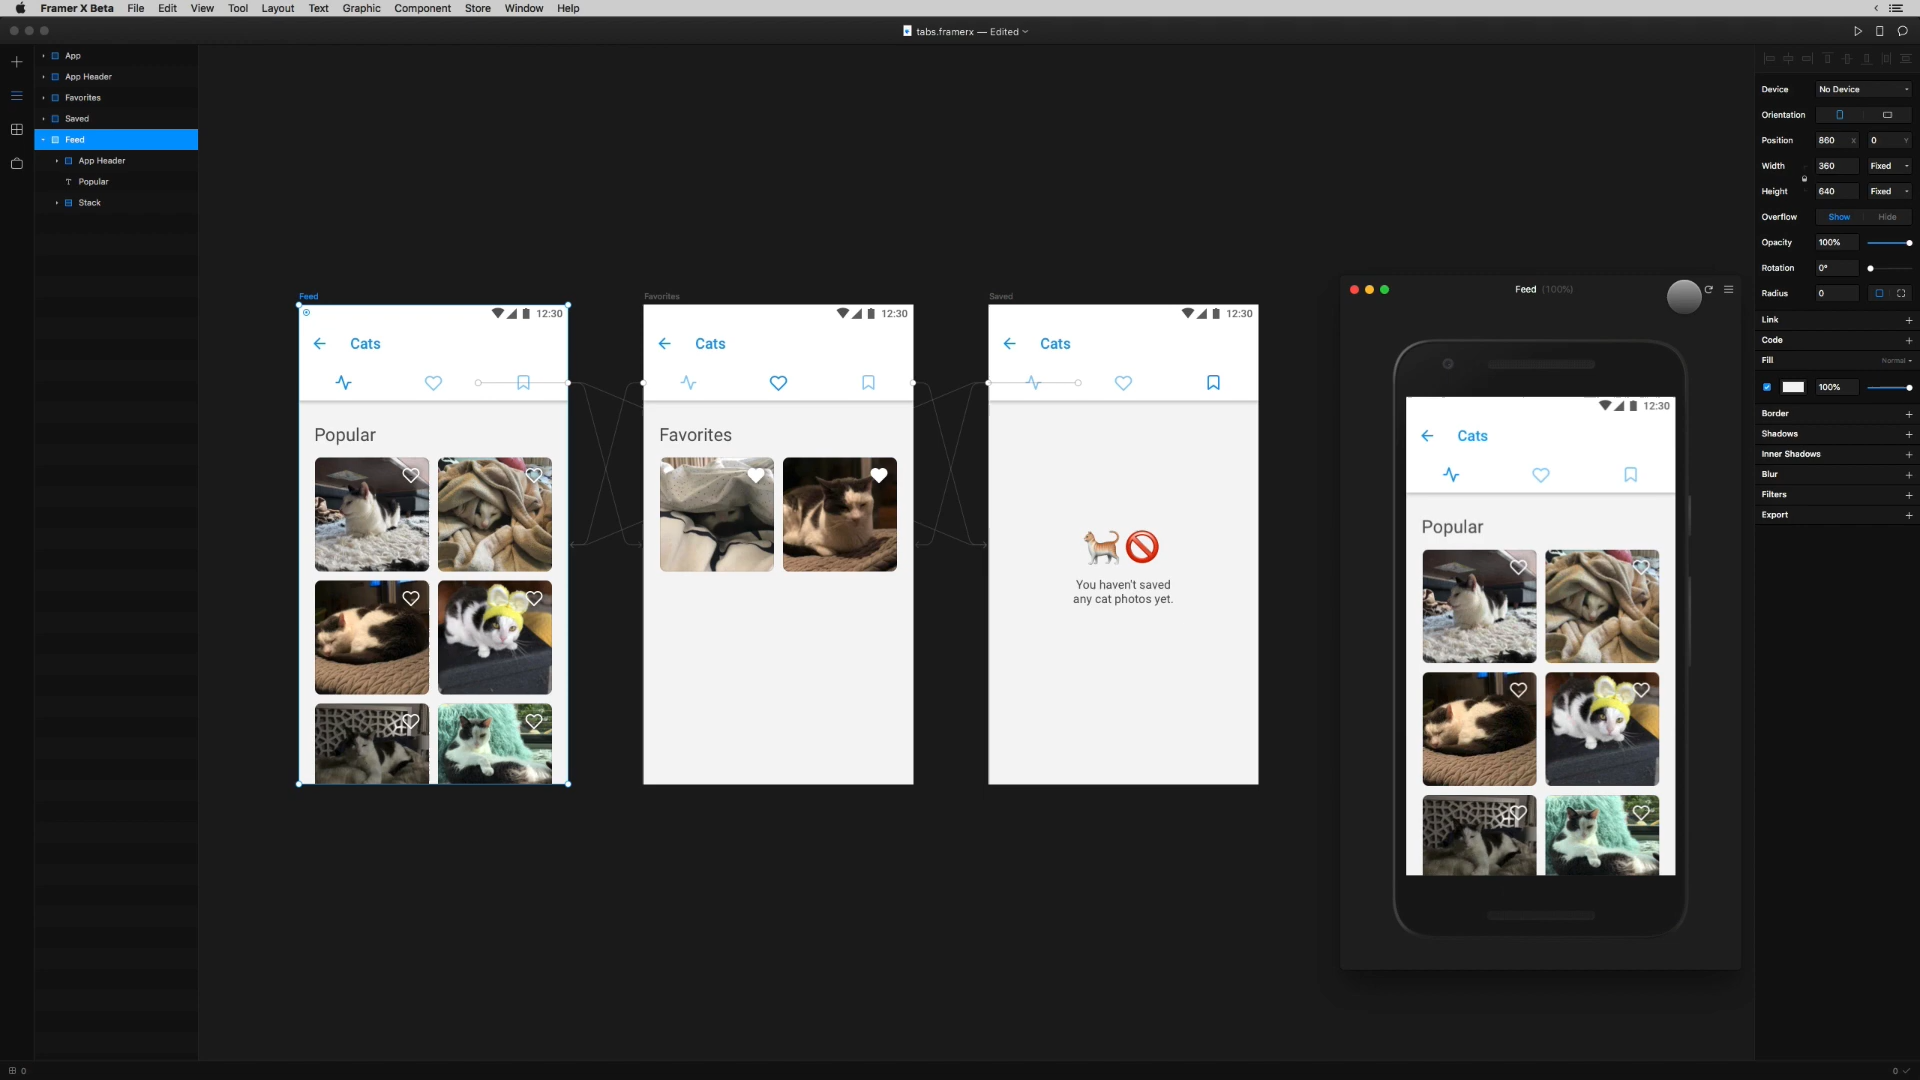 Framer X Beta File Edit View Tool Layout Text Graphic Component Store Window Help
tabs.framerx — Edited
App
App Header
Favorites
Saved
Feed
App Header
Popular
Stack
Feed
12:30
Cats
Popular
Favorites
12:30
Cats
Favorites
Saved
12:30
Cats
You haven't saved
any cat photos yet.
Feed (100%)
12:30
Cats
Popular
Device No Device
Orientation
Position 860 X 0 Y
Width 360 Fixed
Height 640 Fixed
Overflow Show Hide
Opacity 100%
Rotation 0°
Radius 0
Link
Code
Fill Normal
100%
Border
Shadows
Inner Shadows
Blur
Filters
Export
0
0